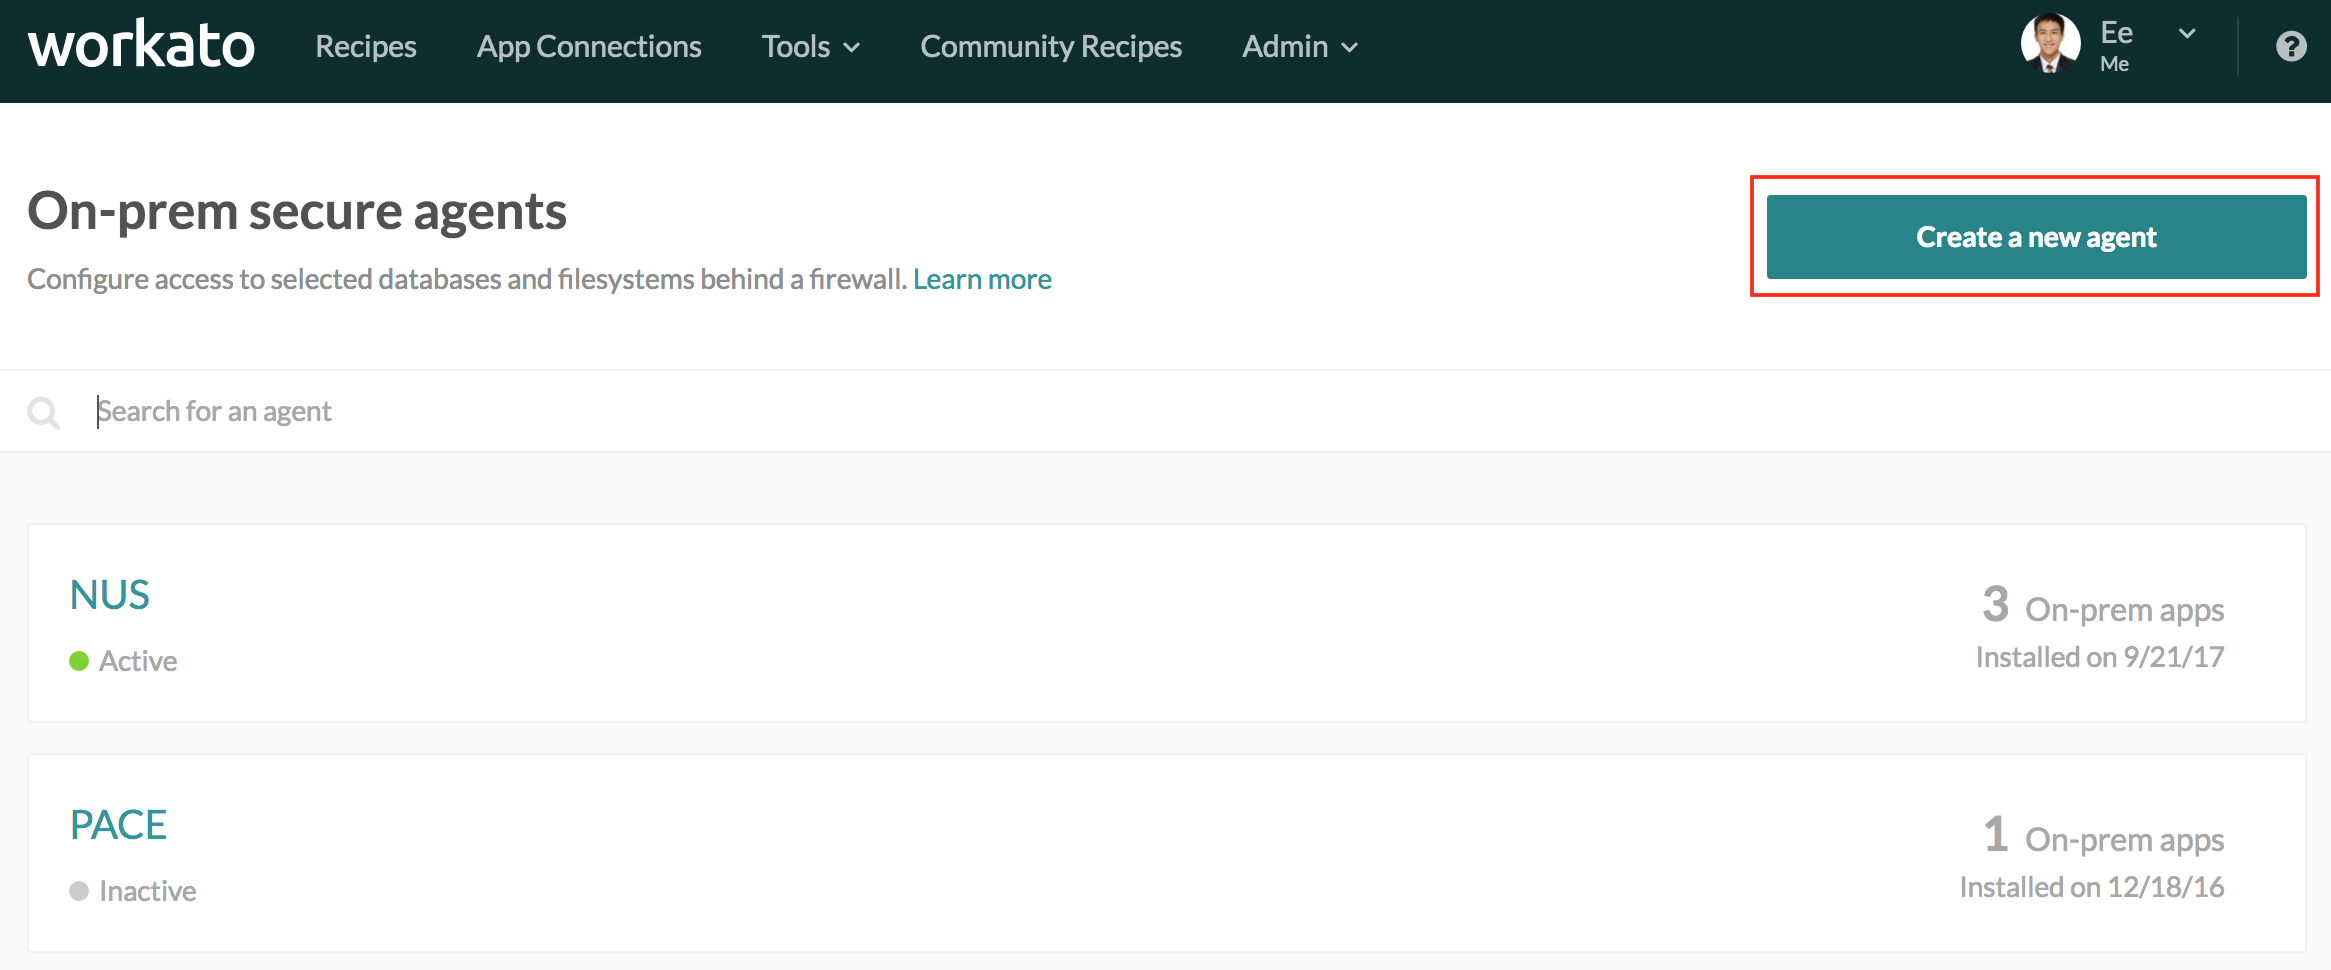 workato Recipes App Connections Tools Community Recipes Admin Ee
Me
On-prem secure agents
Create a new agent
Configure access to selected databases and filesystems behind a firewall. Learn more
Search for an agent
NUS
3 On-prem apps
Active
Installed on 9/21/17
PACE
1 On-prem apps
Inactive
Installed on 12/18/16